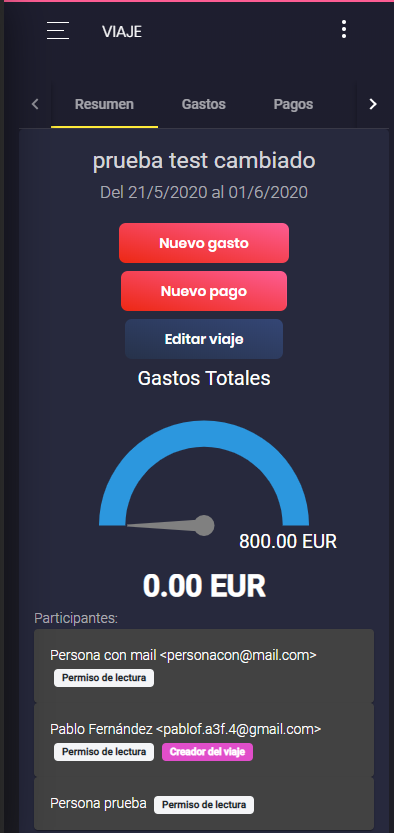 VIAJE
Resumen Gastos Pagos
prueba test cambiado
Del 21/5/2020 al 01/6/2020
Nuevo gasto
Nuevo pago
Editar viaje
Gastos Totales
800.00 EUR
0.00 EUR
Participantes:
Persona con mail <personacon@mail.com>
Permiso de lectura
Pablo Fernández <pablof.a3f.4@gmail.com>
Permiso de lectura Creador del viaje
Persona prueba Permiso de lectura